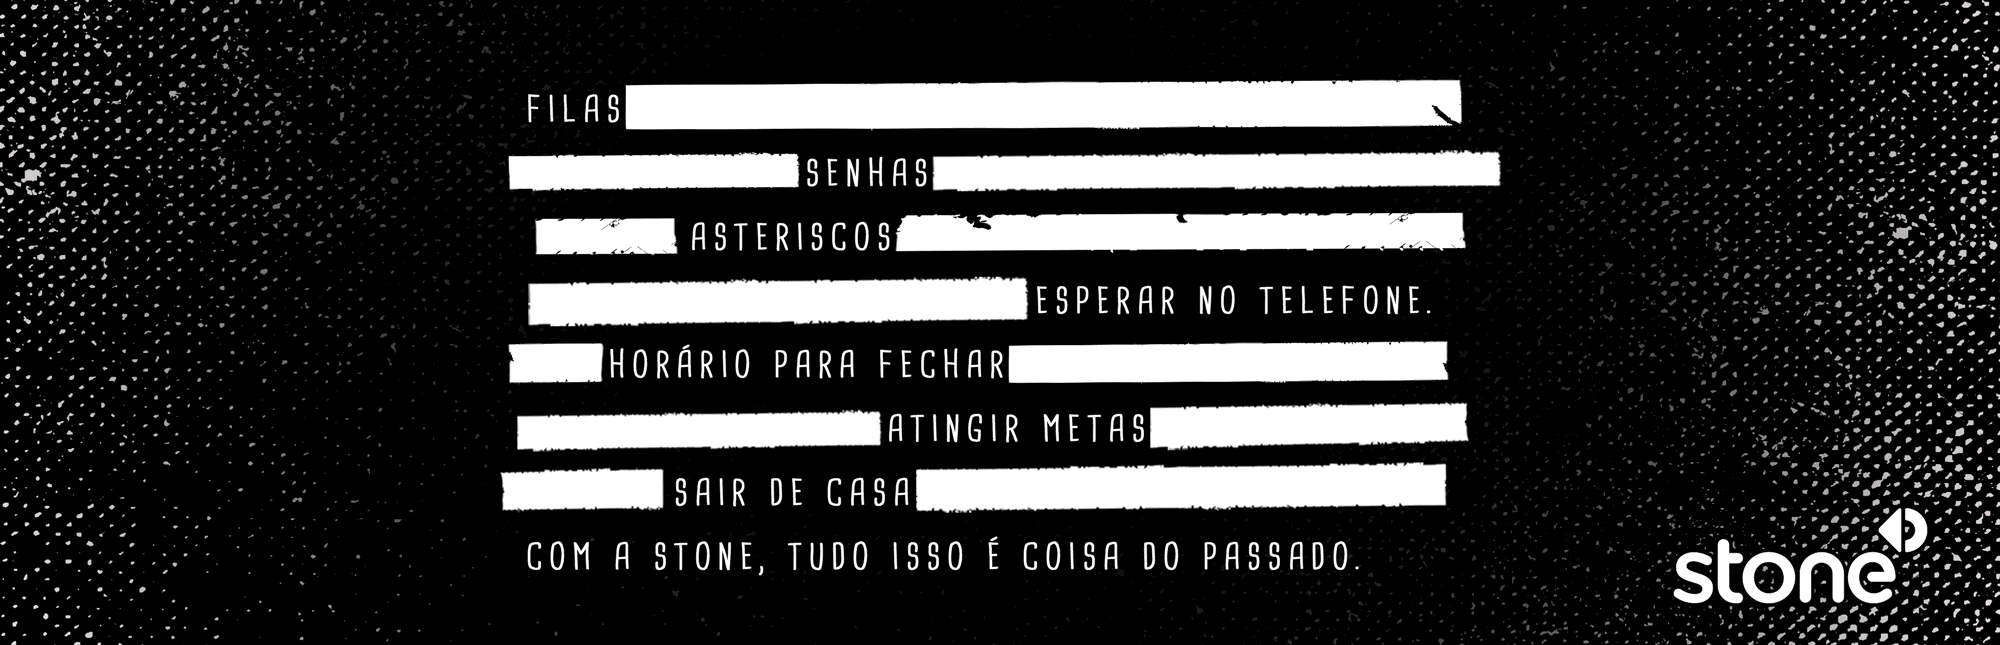 FILAS
SENHAS
ASTERISCOS
ESPERAR NO TELEFONE.
HORÁRIO PARA FECHAR
ATINGIR METAS
SAIR DE CASA
COM A STONE, TUDO ISSO É COISA DO PASSADO.
stone